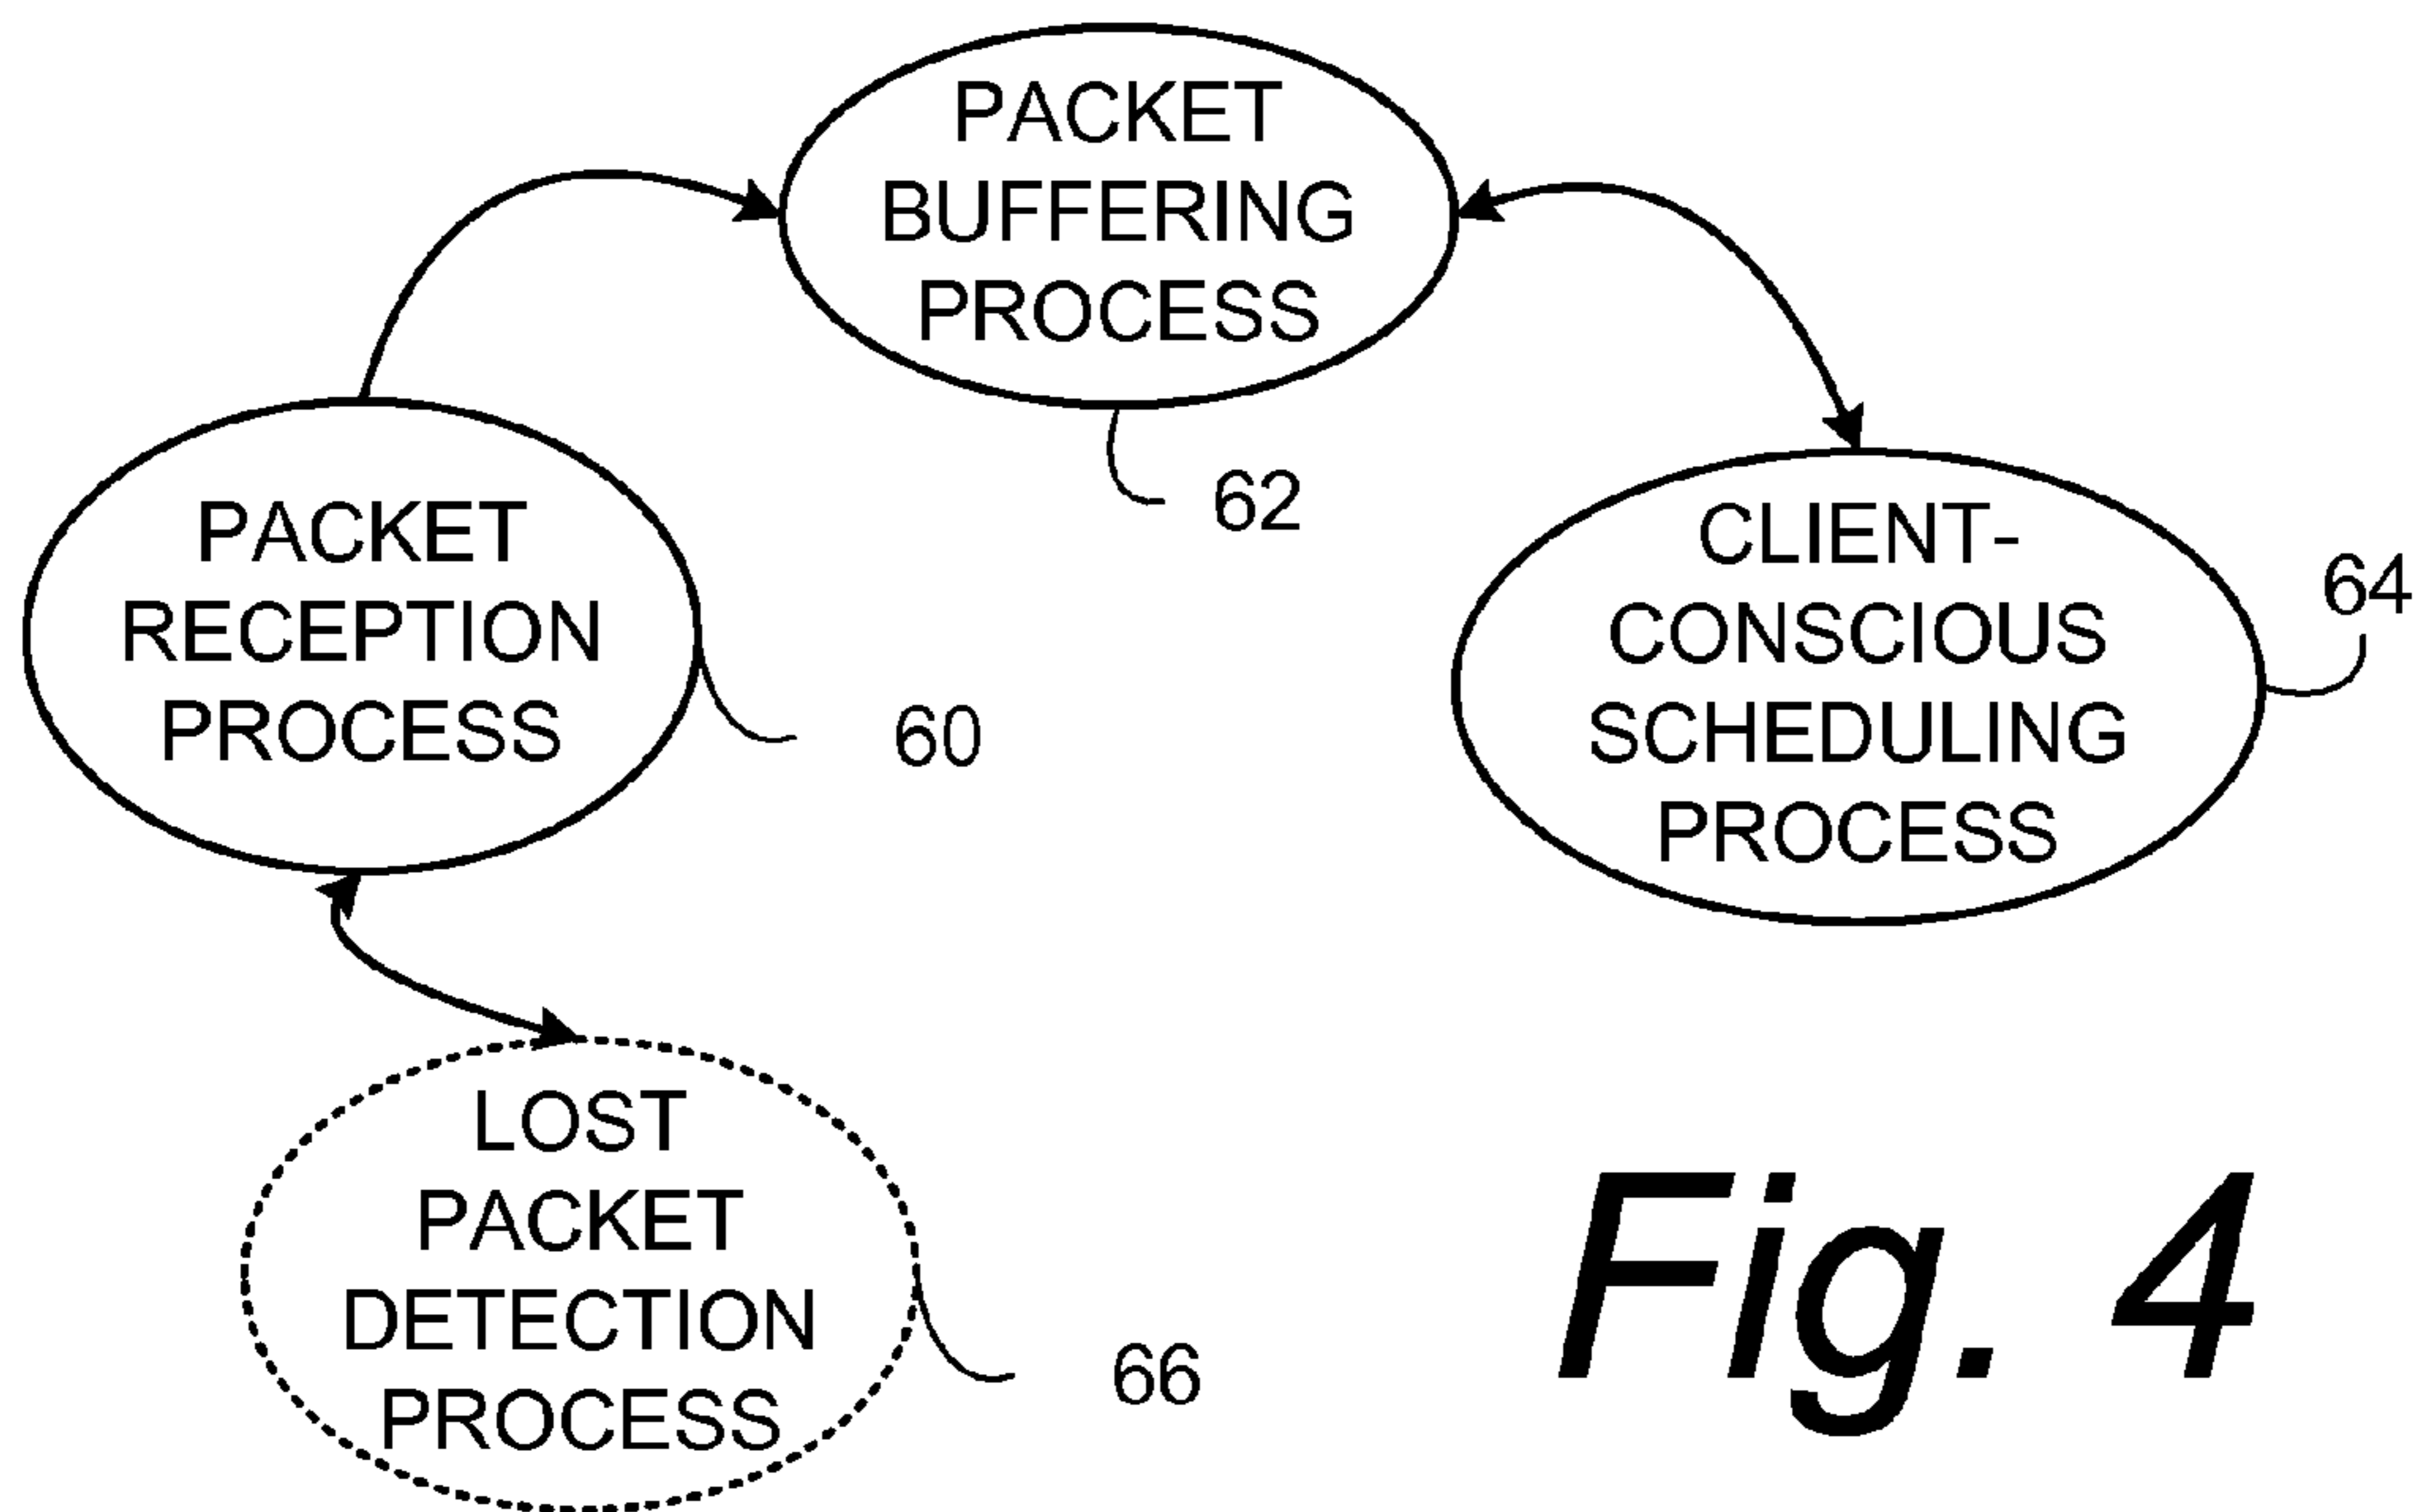 PACKET
BUFFERING
PROCESS
62
PACKET
RECEPTION
PROCESS
60
CLIENT-
CONSCIOUS
SCHEDULING
PROCESS
64
LOST
PACKET
DETECTION
PROCESS
66
Fig. 4